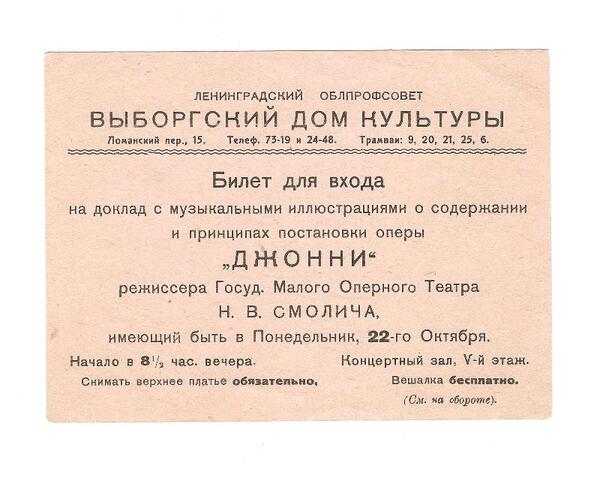 ЛЕНИНГРАДСКИЙ ОБЛПРОФСОВЕТ
ВЫБОРГСКИЙ ДОМ КУЛЬТУРЫ
Ломанский пер., 15. Телеф. 73-19 и 24-48. Трамваи: 9, 20, 21, 25, 6.
Билет для входа
на доклад с музыкальными иллюстрациями о содержании
и принципах постановки оперы
„ДЖОННИ“
режиссера Госуд. Малого Оперного Театра
Н. В. СМОЛИЧА,
имеющий быть в Понедельник, 22-го Октября.
Начало в 8½ час. вечера. Концертный зал, V-й этаж.
Снимать верхнее платье обязательно, Вешалка бесплатно.
(См. на обороте).